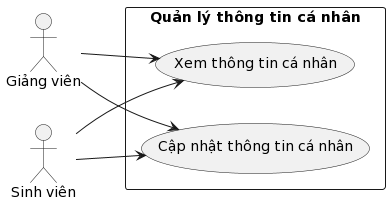 Quản lý thông tin cá nhân
Xem thông tin cá nhân
Giảng viên
Cập nhật thông tin cá nhân
Sinh viên